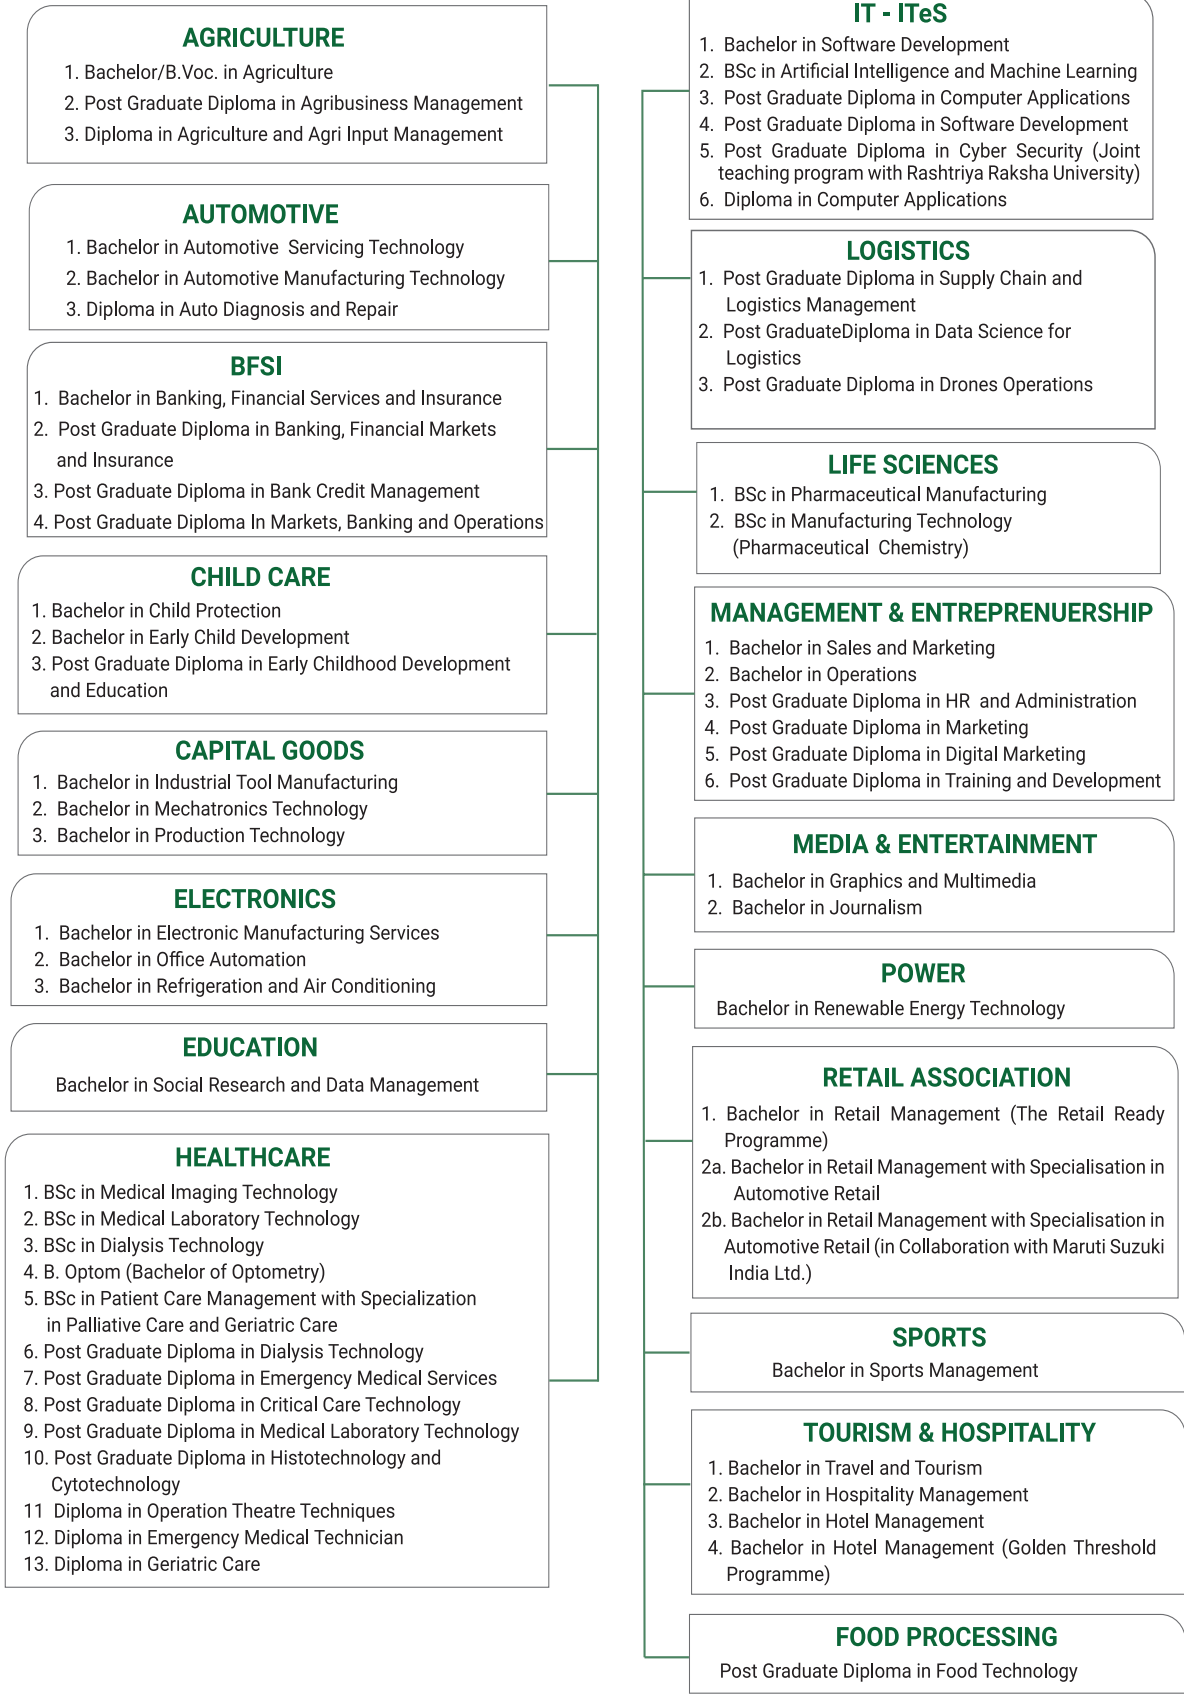 AGRICULTURE
1. Bachelor/B.Voc. in Agriculture
2. Post Graduate Diploma in Agribusiness Management
3. Diploma in Agriculture and Agri Input Management
AUTOMOTIVE
1. Bachelor in Automotive Servicing Technology
2. Bachelor in Automotive Manufacturing Technology
3. Diploma in Auto Diagnosis and Repair
BFSI
1. Bachelor in Banking, Financial Services and Insurance
2. Post Graduate Diploma in Banking, Financial Markets
and Insurance
3. Post Graduate Diploma in Bank Credit Management
4. Post Graduate Diploma In Markets, Banking and Operations
CHILD CARE
1. Bachelor in Child Protection
2. Bachelor in Early Child Development
3. Post Graduate Diploma in Early Childhood Development
and Education
CAPITAL GOODS
1. Bachelor in Industrial Tool Manufacturing
2. Bachelor in Mechatronics Technology
3. Bachelor in Production Technology
ELECTRONICS
1. Bachelor in Electronic Manufacturing Services
2. Bachelor in Office Automation
3. Bachelor in Refrigeration and Air Conditioning
EDUCATION
Bachelor in Social Research and Data Management
HEALTHCARE
1. BSc in Medical Imaging Technology
2. BSc in Medical Laboratory Technology
3. BSc in Dialysis Technology
4. B. Optom (Bachelor of Optometry)
5. BSc in Patient Care Management with Specialization
in Palliative Care and Geriatric Care
6. Post Graduate Diploma in Dialysis Technology
7. Post Graduate Diploma in Emergency Medical Services
8. Post Graduate Diploma in Critical Care Technology
9. Post Graduate Diploma in Medical Laboratory Technology
10. Post Graduate Diploma in Histotechnology and
Cytotechnology
11 Diploma in Operation Theatre Techniques
12. Diploma in Emergency Medical Technician
13. Diploma in Geriatric Care
IT - ITeS
1. Bachelor in Software Development
2. BSc in Artificial Intelligence and Machine Learning
3. Post Graduate Diploma in Computer Applications
4. Post Graduate Diploma in Software Development
5. Post Graduate Diploma in Cyber Security (Joint
teaching program with Rashtriya Raksha University)
6. Diploma in Computer Applications
LOGISTICS
1. Post Graduate Diploma in Supply Chain and
Logistics Management
2. Post GraduateDiploma in Data Science for
Logistics
3. Post Graduate Diploma in Drones Operations
LIFE SCIENCES
1. BSc in Pharmaceutical Manufacturing
2. BSc in Manufacturing Technology
(Pharmaceutical Chemistry)
MANAGEMENT & ENTREPRENUERSHIP
1. Bachelor in Sales and Marketing
2. Bachelor in Operations
3. Post Graduate Diploma in HR and Administration
4. Post Graduate Diploma in Marketing
5. Post Graduate Diploma in Digital Marketing
6. Post Graduate Diploma in Training and Development
MEDIA & ENTERTAINMENT
1. Bachelor in Graphics and Multimedia
2. Bachelor in Journalism
POWER
Bachelor in Renewable Energy Technology
RETAIL ASSOCIATION
1. Bachelor in Retail Management (The Retail Ready
Programme)
2a. Bachelor in Retail Management with Specialisation in
Automotive Retail
2b. Bachelor in Retail Management with Specialisation in
Automotive Retail (in Collaboration with Maruti Suzuki
India Ltd.)
SPORTS
Bachelor in Sports Management
TOURISM & HOSPITALITY
1. Bachelor in Travel and Tourism
2. Bachelor in Hospitality Management
3. Bachelor in Hotel Management
4. Bachelor in Hotel Management (Golden Threshold
Programme)
FOOD PROCESSING
Post Graduate Diploma in Food Technology